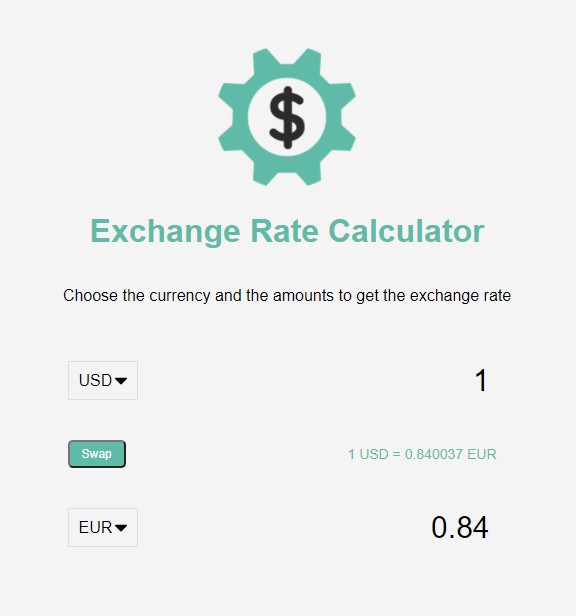 $
Exchange Rate Calculator
Choose the currency and the amounts to get the exchange rate
USD 1
Swap 1 USD = 0.840037 EUR
EUR 0.84